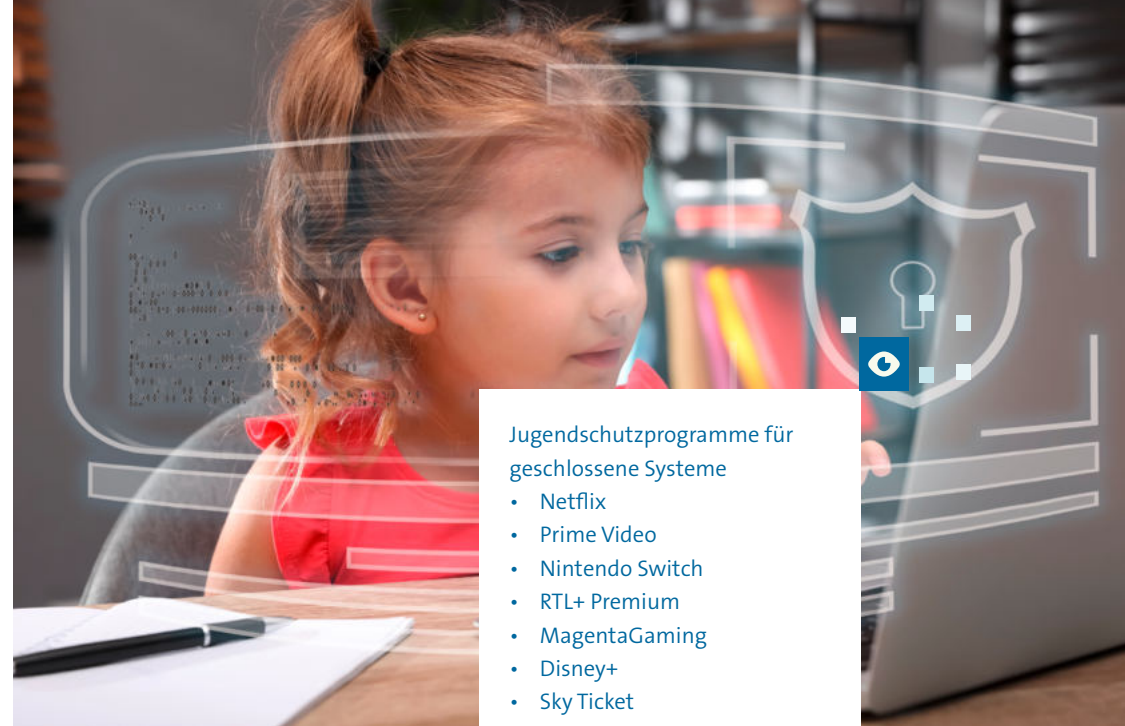 Jugendschutzprogramme für
geschlossene Systeme
• Netflix
• Prime Video
• Nintendo Switch
• RTL+ Premium
• MagentaGaming
• Disney+
• Sky Ticket